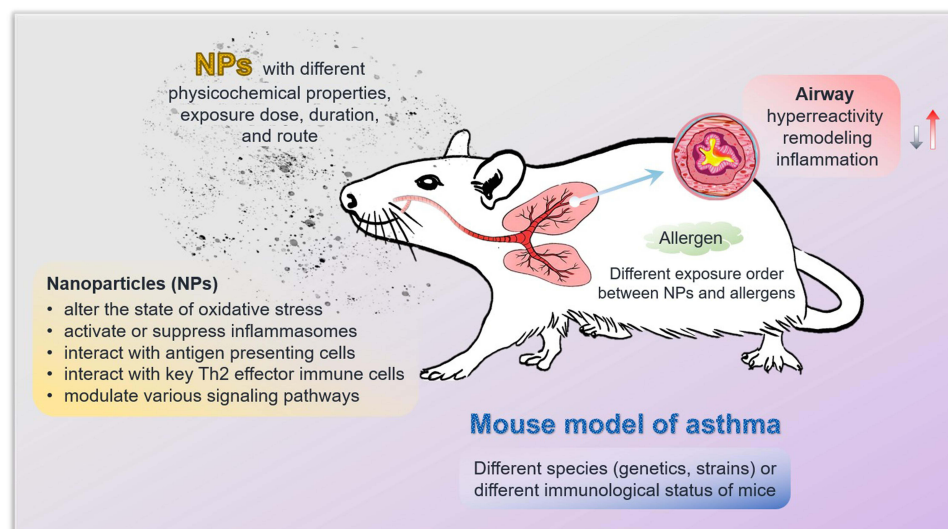 NPs with different
physicochemical properties,
exposure dose, duration,
and route
Airway
hyperreactivity
remodeling
inflammation
Allergen
Different exposure order
between NPs and allergens
Nanoparticles (NPs)
• alter the state of oxidative stress
• activate or suppress inflammasomes
• interact with antigen presenting cells
• interact with key Th2 effector immune cells
• modulate various signaling pathways
Mouse model of asthma
Different species (genetics, strains) or
different immunological status of mice